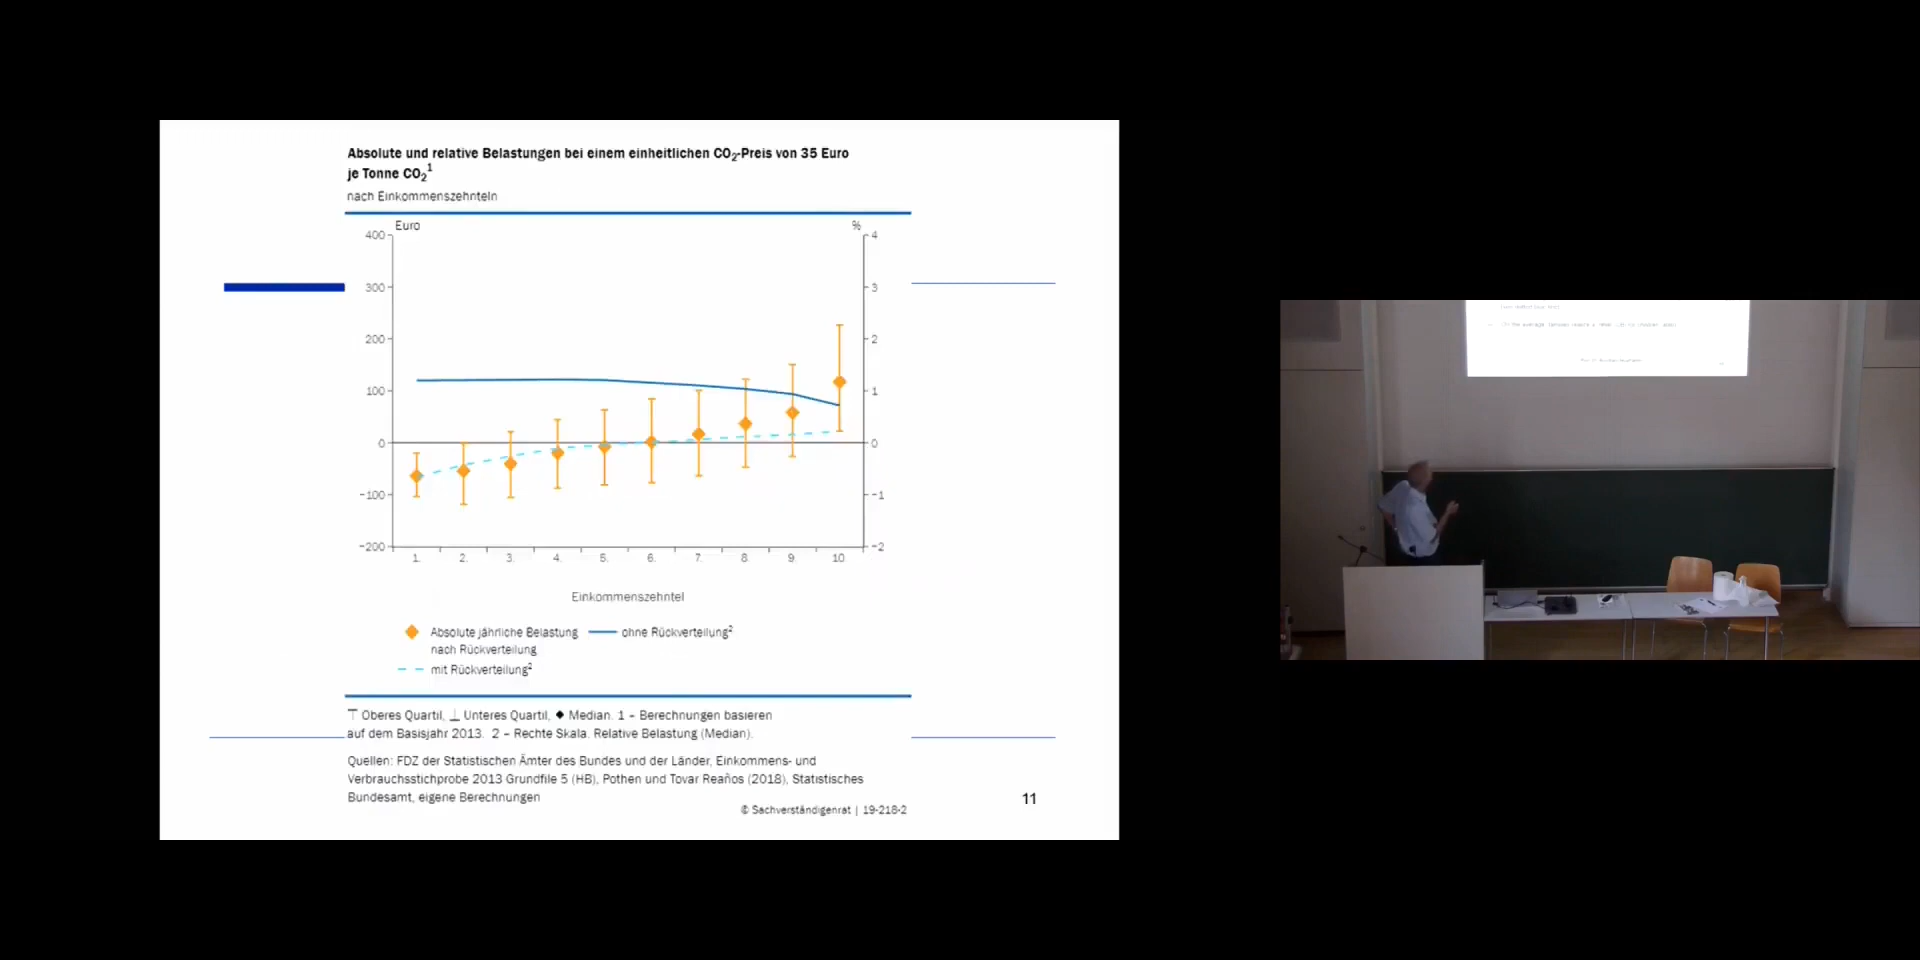 Absolute und relative Belastungen bei einem einheitlichen CO₂-Preis von 35 Euro
je Tonne CO₂¹
nach Einkommenszehnteln
Euro
%
400
4
300
3
200
2
100
1
0
0
−100
−1
−200
−2
1. 2. 3. 4. 5. 6. 7. 8. 9. 10.
Einkommenszehntel
Absolute jährliche Belastung
nach Rückverteilung
ohne Rückverteilung²
mit Rückverteilung²
Oberes Quartil, Unteres Quartil, Median. 1 – Berechnungen basieren
auf dem Basisjahr 2013. 2 – Rechte Skala. Relative Belastung (Median).
Quellen: FDZ der Statistischen Ämter des Bundes und der Länder, Einkommens- und
Verbrauchsstichprobe 2013 Grundfile 5 (HB), Pothen und Tovar Reaños (2018), Statistisches
Bundesamt, eigene Berechnungen
© Sachverständigenrat | 19-218-2
11